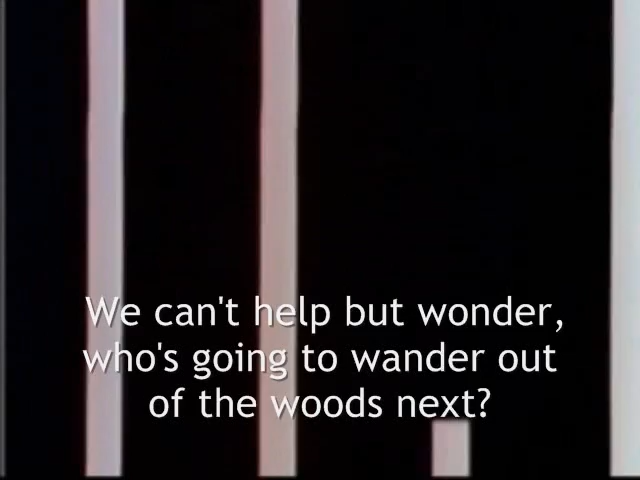 We can't help but wonder,
who's going to wander out
of the woods next?